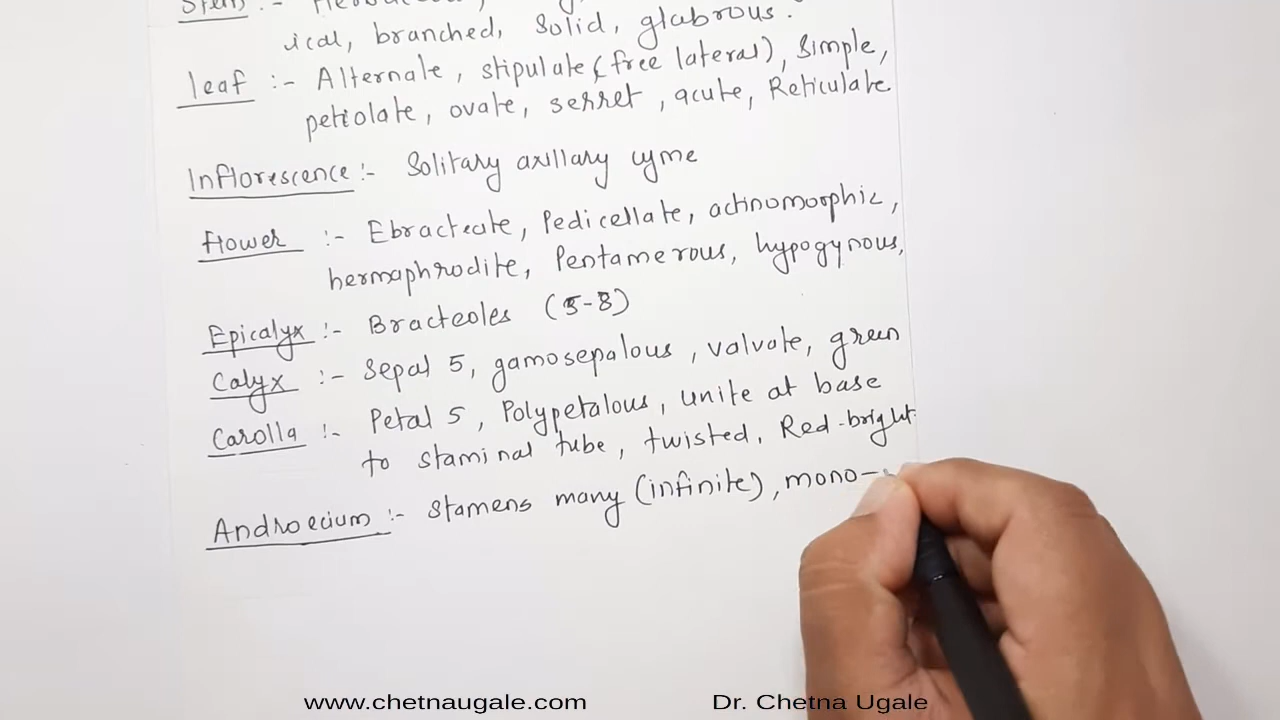 Stem :-
ical, branched, Solid, glabrous.
leaf :- Alternate, stipulate (free lateral), Simple,
petiolate, ovate, serret, acute, Reticulate
Inflorescence :- Solitary axillary cyme
flower :- Ebracteate, Pedicellate, actinomorphic,
hermaphrodite, Pentamerous, hypogynous,
Epicalyx :- Bracteoles (5-8)
Calyx :- Sepal 5, gamosepalous, valvate, green
Carolla :- Petal 5, Polypetalous, unite at base
to staminal tube, twisted, Red-bright
Androecium :- Stamens many (infinite), mono-
www.chetnaugale.com Dr. Chetna Ugale